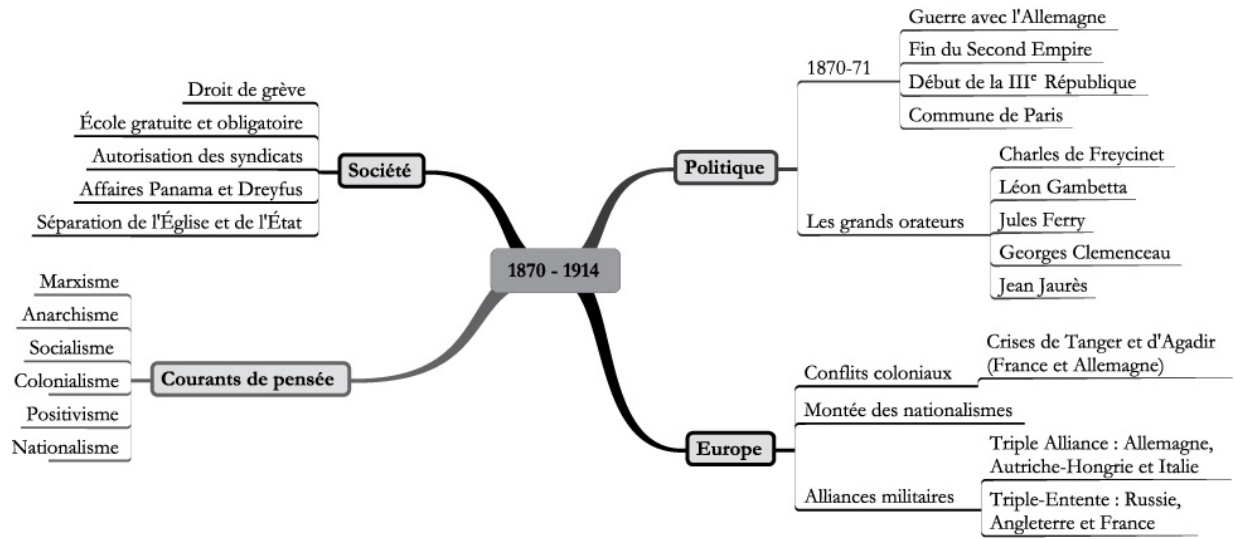 1870 - 1914
Société
Droit de grève
École gratuite et obligatoire
Autorisation des syndicats
Affaires Panama et Dreyfus
Séparation de l'Église et de l'État
Courants de pensée
Marxisme
Anarchisme
Socialisme
Colonialisme
Positivisme
Nationalisme
Politique
1870-71
Guerre avec l'Allemagne
Fin du Second Empire
Début de la IIIe République
Commune de Paris
Les grands orateurs
Charles de Freycinet
Léon Gambetta
Jules Ferry
Georges Clemenceau
Jean Jaurès
Europe
Conflits coloniaux
Crises de Tanger et d'Agadir
(France et Allemagne)
Montée des nationalismes
Alliances militaires
Triple Alliance : Allemagne,
Autriche-Hongrie et Italie
Triple-Entente : Russie,
Angleterre et France